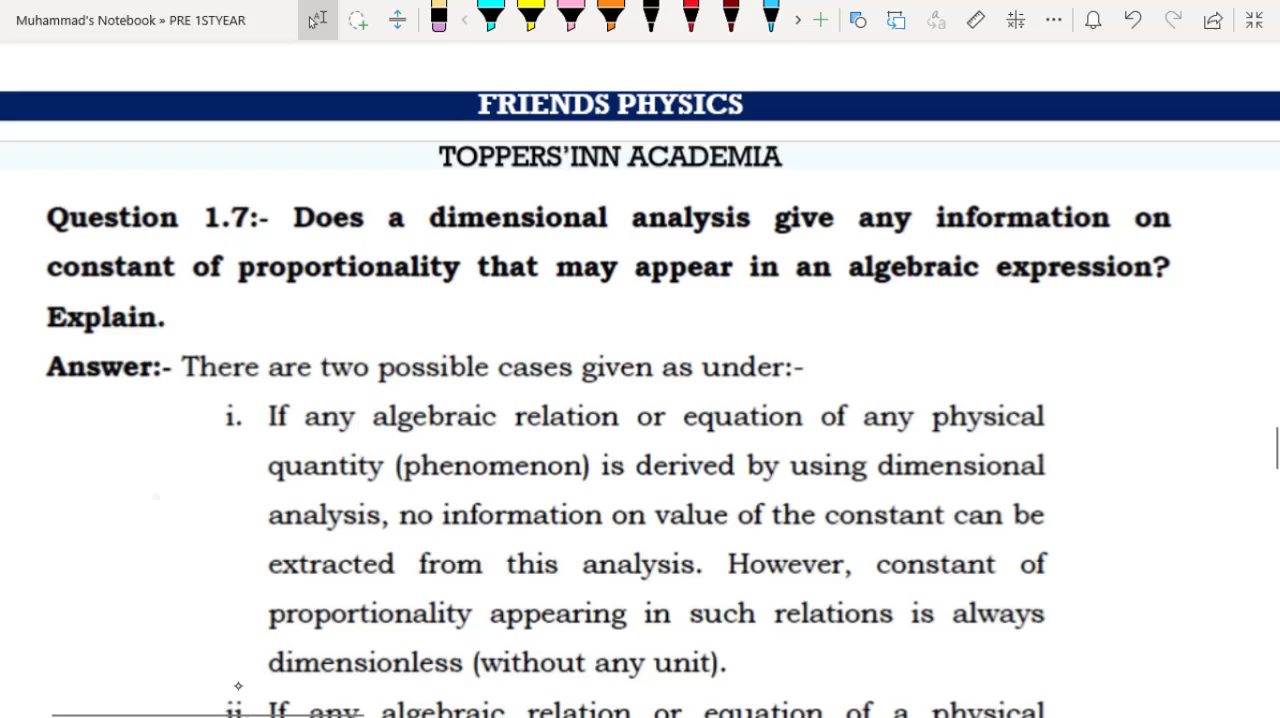 Muhammad's Notebook » PRE 1STYEAR
FRIENDS PHYSICS
TOPPERS'INN ACADEMIA
Question 1.7:- Does a dimensional analysis give any information on
constant of proportionality that may appear in an algebraic expression?
Explain.
Answer:- There are two possible cases given as under:-
i. If any algebraic relation or equation of any physical
quantity (phenomenon) is derived by using dimensional
analysis, no information on value of the constant can be
extracted from this analysis. However, constant of
proportionality appearing in such relations is always
dimensionless (without any unit).
ii. If any algebraic relation or equation of a physical